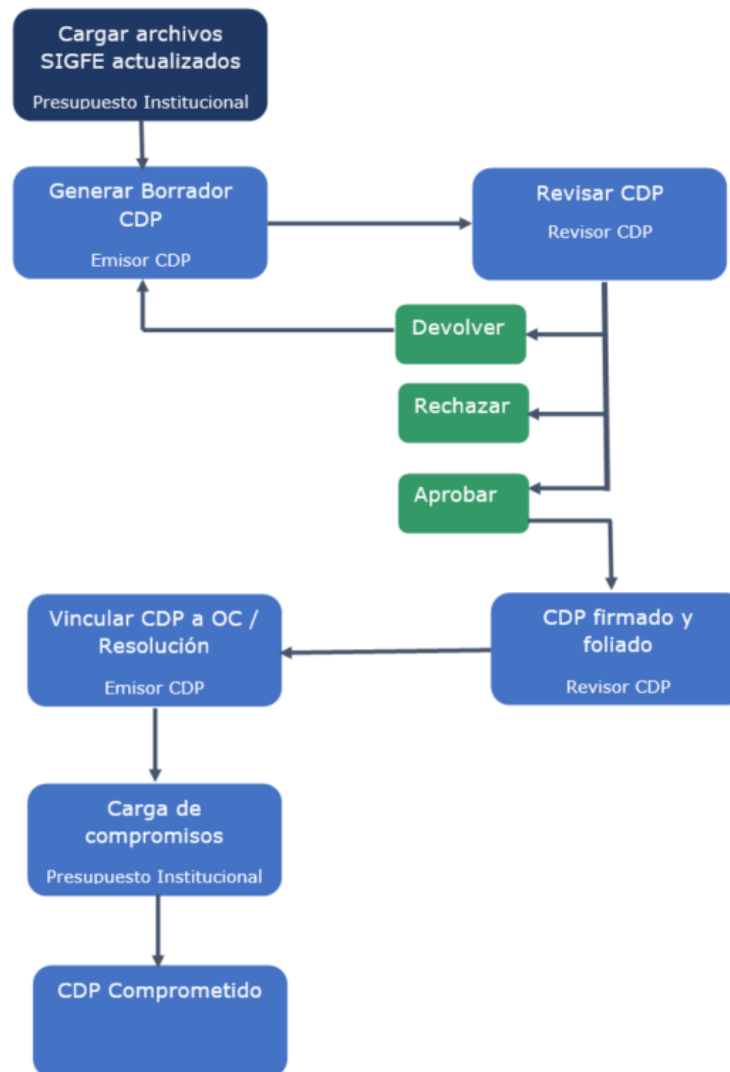 Cargar archivos
SIGFE actualizados
Presupuesto Institucional
Generar Borrador
CDP
Emisor CDP
Revisar CDP
Revisor CDP
Devolver
Rechazar
Aprobar
CDP firmado y
foliado
Revisor CDP
Vincular CDP a OC /
Resolución
Emisor CDP
Carga de
compromisos
Presupuesto Institucional
CDP Comprometido